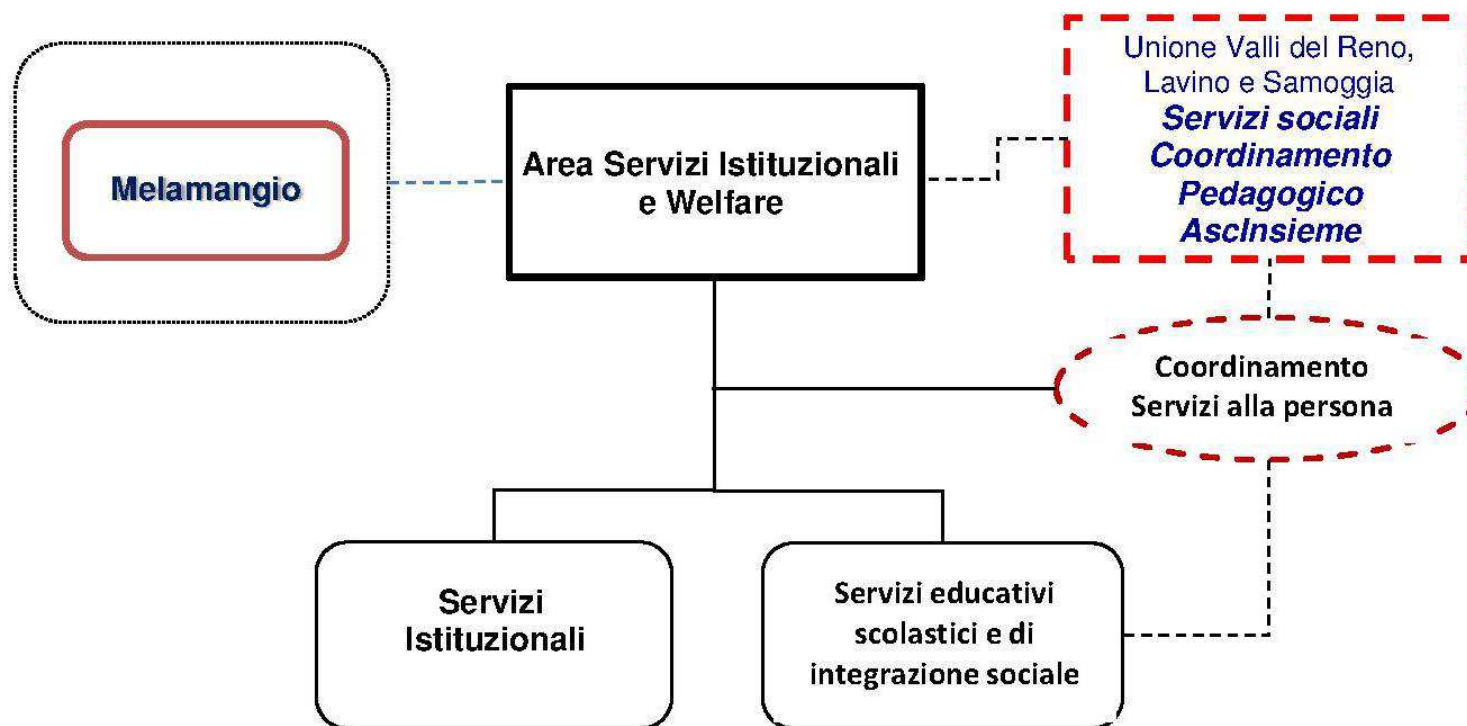 Melamangio
Area Servizi Istituzionali
e Welfare
Unione Valli del Reno,
Lavino e Samoggia
Servizi sociali
Coordinamento
Pedagogico
AscInsieme
Coordinamento
Servizi alla persona
Servizi
Istituzionali
Servizi educativi
scolastici e di
integrazione sociale